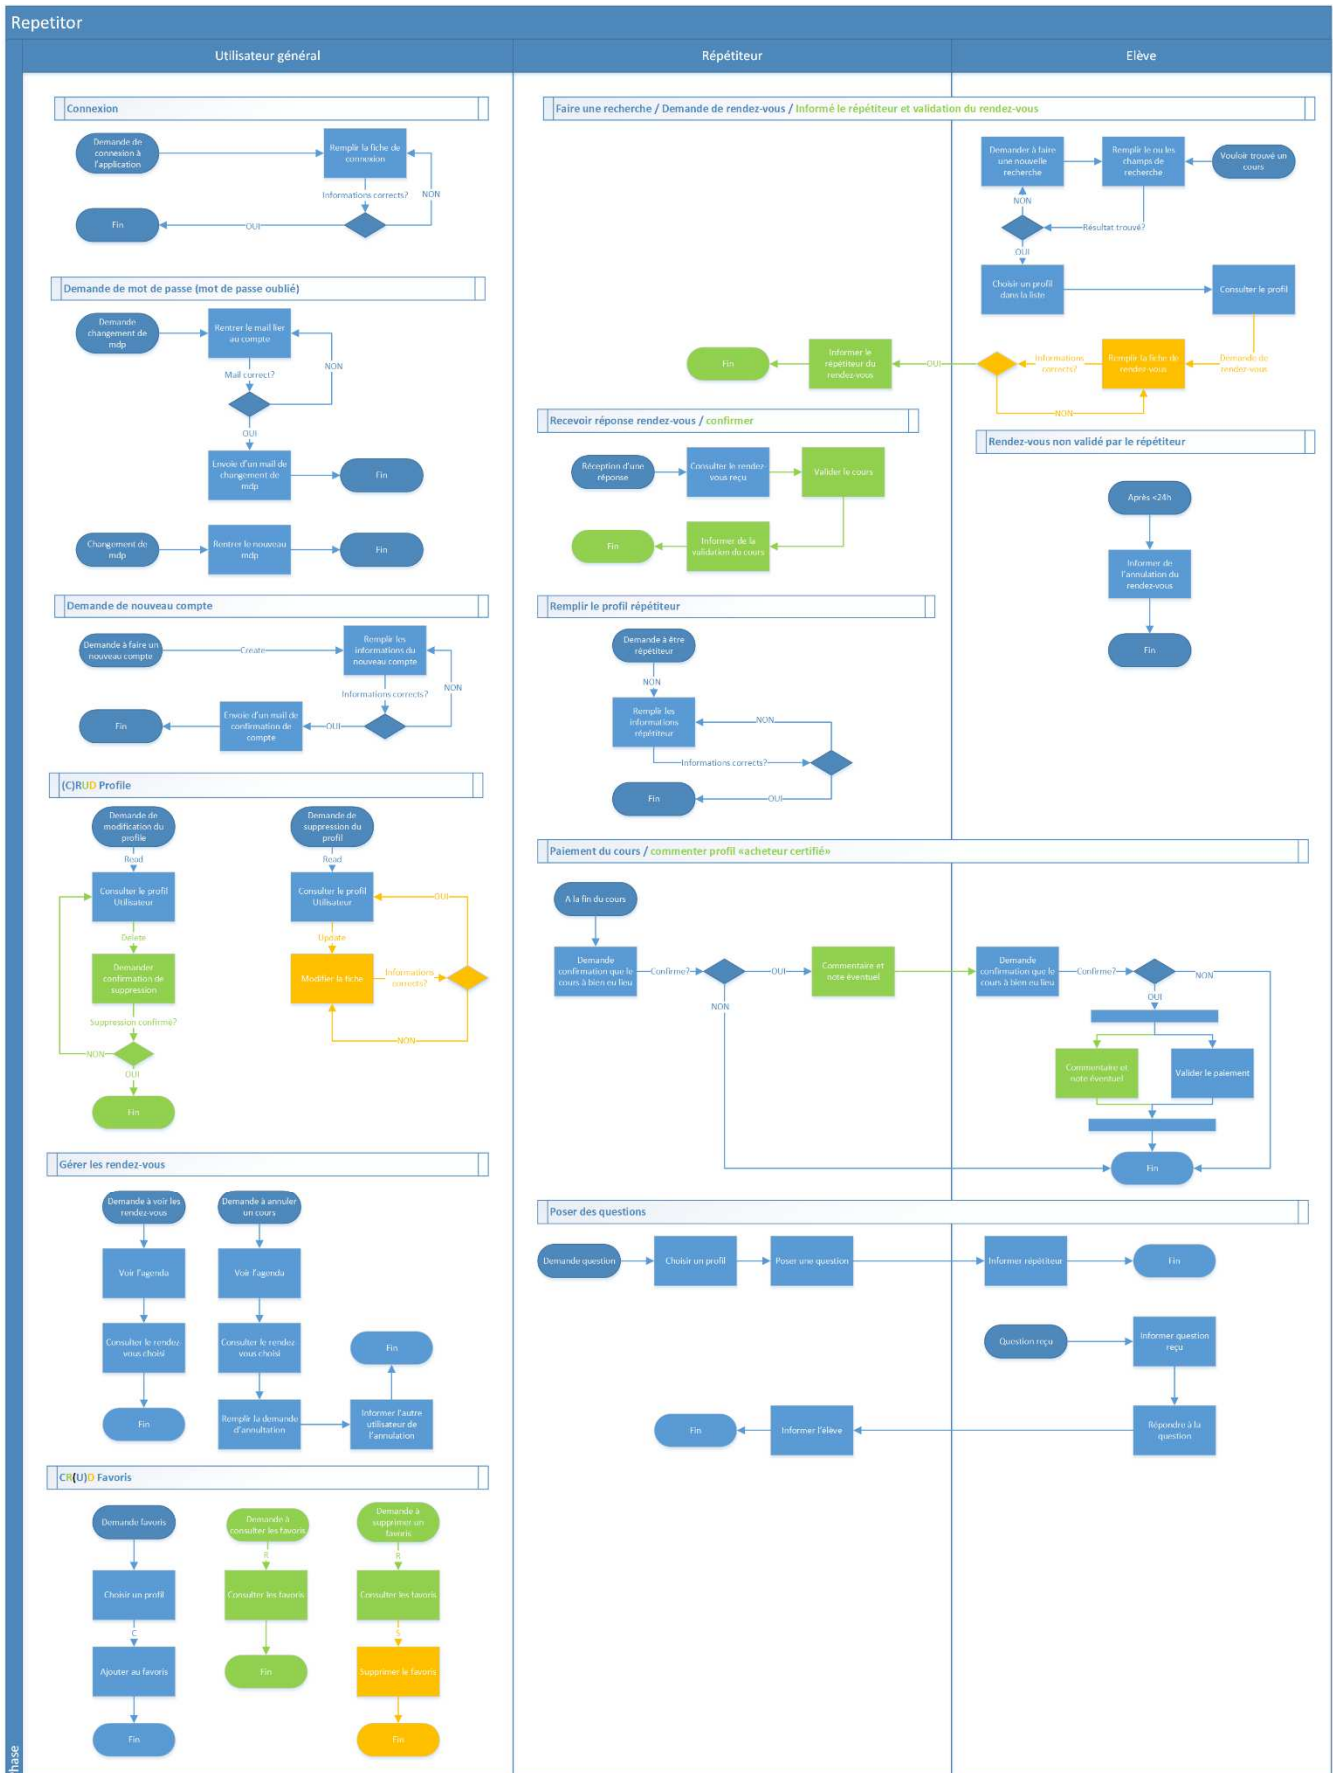 Repetitor
Utilisateur général
Répétiteur
Elève
Connexion
Demande de
connexion à
l'application
Remplir la fiche de
connexion
Informations corrects?
NON
OUI
Fin
Demande de mot de passe (mot de passe oublié)
Demande
changement de
mdp
Rentrer le mail lier
au compte
NON
Mail correct?
OUI
Envoie d'un mail de
changement de
mdp
Fin
Changement de
mdp
Rentrer le nouveau
mdp
Fin
Demande de nouveau compte
Demande à faire un
nouveau compte
Create
Remplir les
informations du
nouveau compte
NON
Informations corrects?
OUI
Envoie d'un mail de
confirmation de
compte
Fin
(C)RUD Profile
Demande de
modification du
profile
Read
Consulter le profil
Utilisateur
Delete
Demander
confirmation de
suppression
Suppression confirmé?
NON
OUI
Fin
Demande de
suppression du
profil
Read
Consulter le profil
Utilisateur
OUI
Update
Modifier la fiche
Informations
corrects?
NON
Gérer les rendez-vous
Demande à voir les
rendez-vous
Voir l'agenda
Consulter le rendez-
vous choisi
Fin
Demande à annuler
un cours
Voir l'agenda
Consulter le rendez
vous choisi
Remplir la demande
d'annultation
Informer l'autre
utilisateur de
l'annulation
Fin
CR(U)D Favoris
Demande favoris
Choisir un profil
C
Ajouter au favoris
Fin
Demande à
consulter les favoris
R
Consulter les favoris
Fin
Demande à
supprimer un
favoris
R
Consulter les favoris
S
Supprimer le favoris
Fin
Faire une recherche / Demande de rendez-vous / Informé le répétiteur et validation du rendez-vous
Demander à faire
une nouvelle
recherche
Remplir le ou les
champs de
recherche
Vouloir trouvé un
cours
NON
Résultat trouvé?
OUI
Choisir un profil
dans la liste
Consulter le profil
Demande de
rendez-vous
Remplir la fiche de
rendez-vous
Informations
corrects?
NON
OUI
Informer le
répétiteur du
rendez-vous
Fin
Recevoir réponse rendez-vous / confirmer
Réception d'une
réponse
Consulter le rendez-
vous reçu
Valider le cours
Informer de la
validation du cours
Fin
Rendez-vous non validé par le répétiteur
Après <24h
Informer de
l'annulation du
rendez-vous
Fin
Remplir le profil répétiteur
Demande à être
répétiteur
NON
Remplir les
informations
répétiteur
NON
Informations corrects?
OUI
Fin
Paiement du cours / commenter profil «acheteur certifié»
A la fin du cours
Demande
confirmation que le
cours à bien eu lieu
Confirme?
OUI
NON
Commentaire et
note éventuel
Demande
confirmation que le
cours à bien eu lieu
Confirme?
NON
OUI
Commentaire et
note éventuel
Valider le paiement
Fin
Poser des questions
Demande question
Choisir un profil
Poser une question
Informer répétiteur
Fin
Question reçu
Informer question
reçu
Répondre à la
question
Informer l'élève
Fin
hase